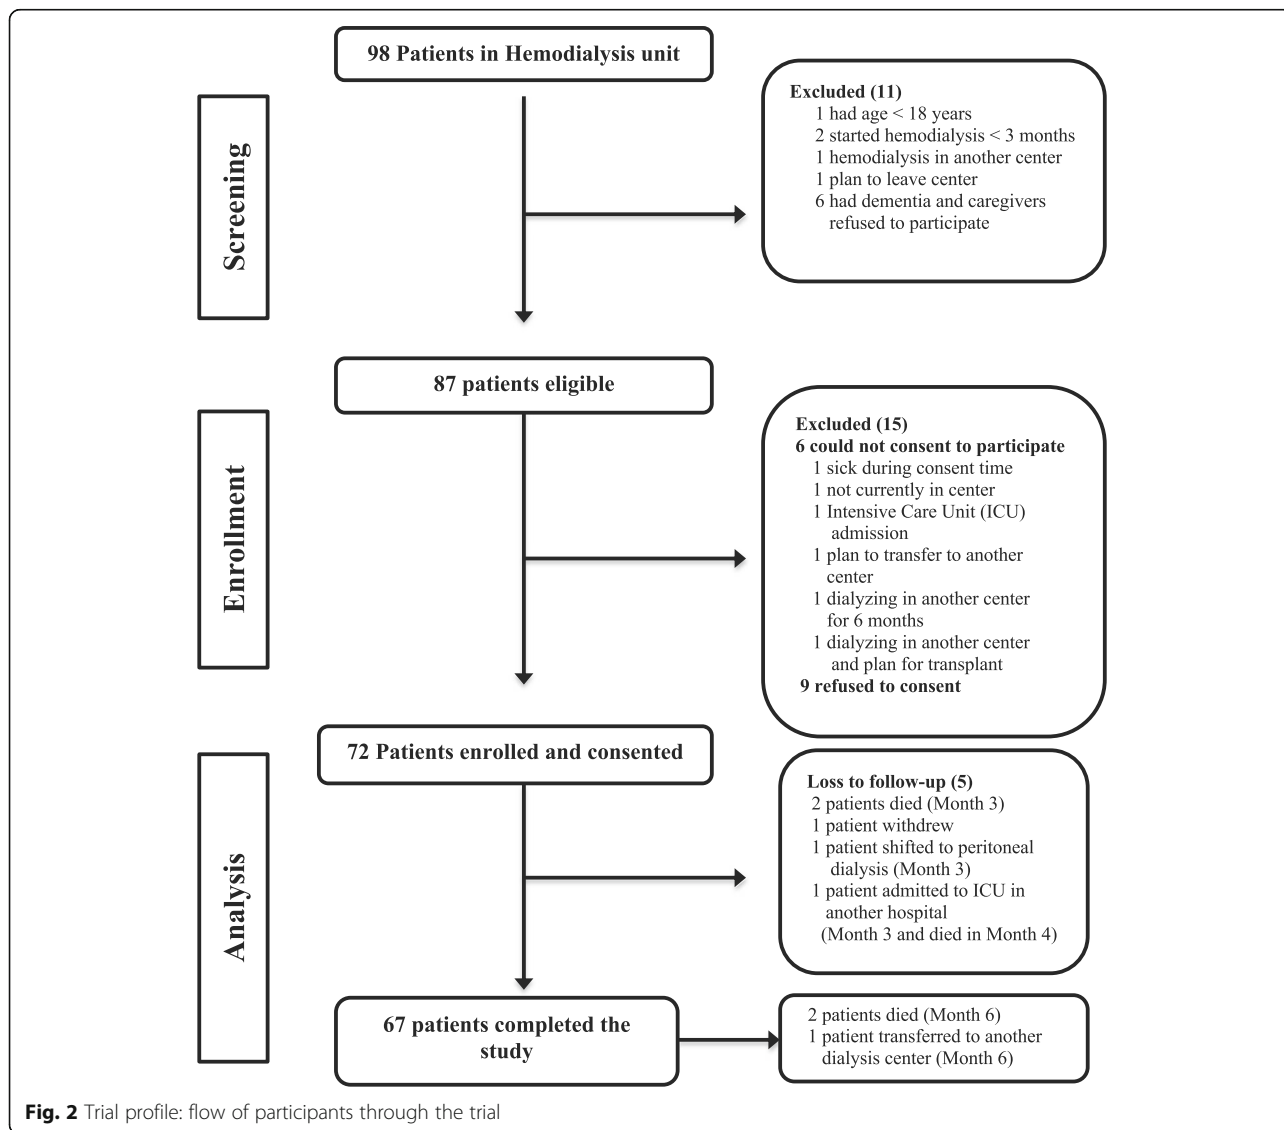 98 Patients in Hemodialysis unit
Screening
Excluded (11)
1 had age < 18 years
2 started hemodialysis < 3 months
1 hemodialysis in another center
1 plan to leave center
6 had dementia and caregivers
refused to participate
87 patients eligible
Enrollment
Excluded (15)
6 could not consent to participate
1 sick during consent time
1 not currently in center
1 Intensive Care Unit (ICU)
admission
1 plan to transfer to another
center
1 dialyzing in another center
for 6 months
1 dialyzing in another center
and plan for transplant
9 refused to consent
72 Patients enrolled and consented
Analysis
Loss to follow-up (5)
2 patients died (Month 3)
1 patient withdrew
1 patient shifted to peritoneal
dialysis (Month 3)
1 patient admitted to ICU in
another hospital
(Month 3 and died in Month 4)
67 patients completed the
study
2 patients died (Month 6)
1 patient transferred to another
dialysis center (Month 6)
Fig. 2 Trial profile: flow of participants through the trial